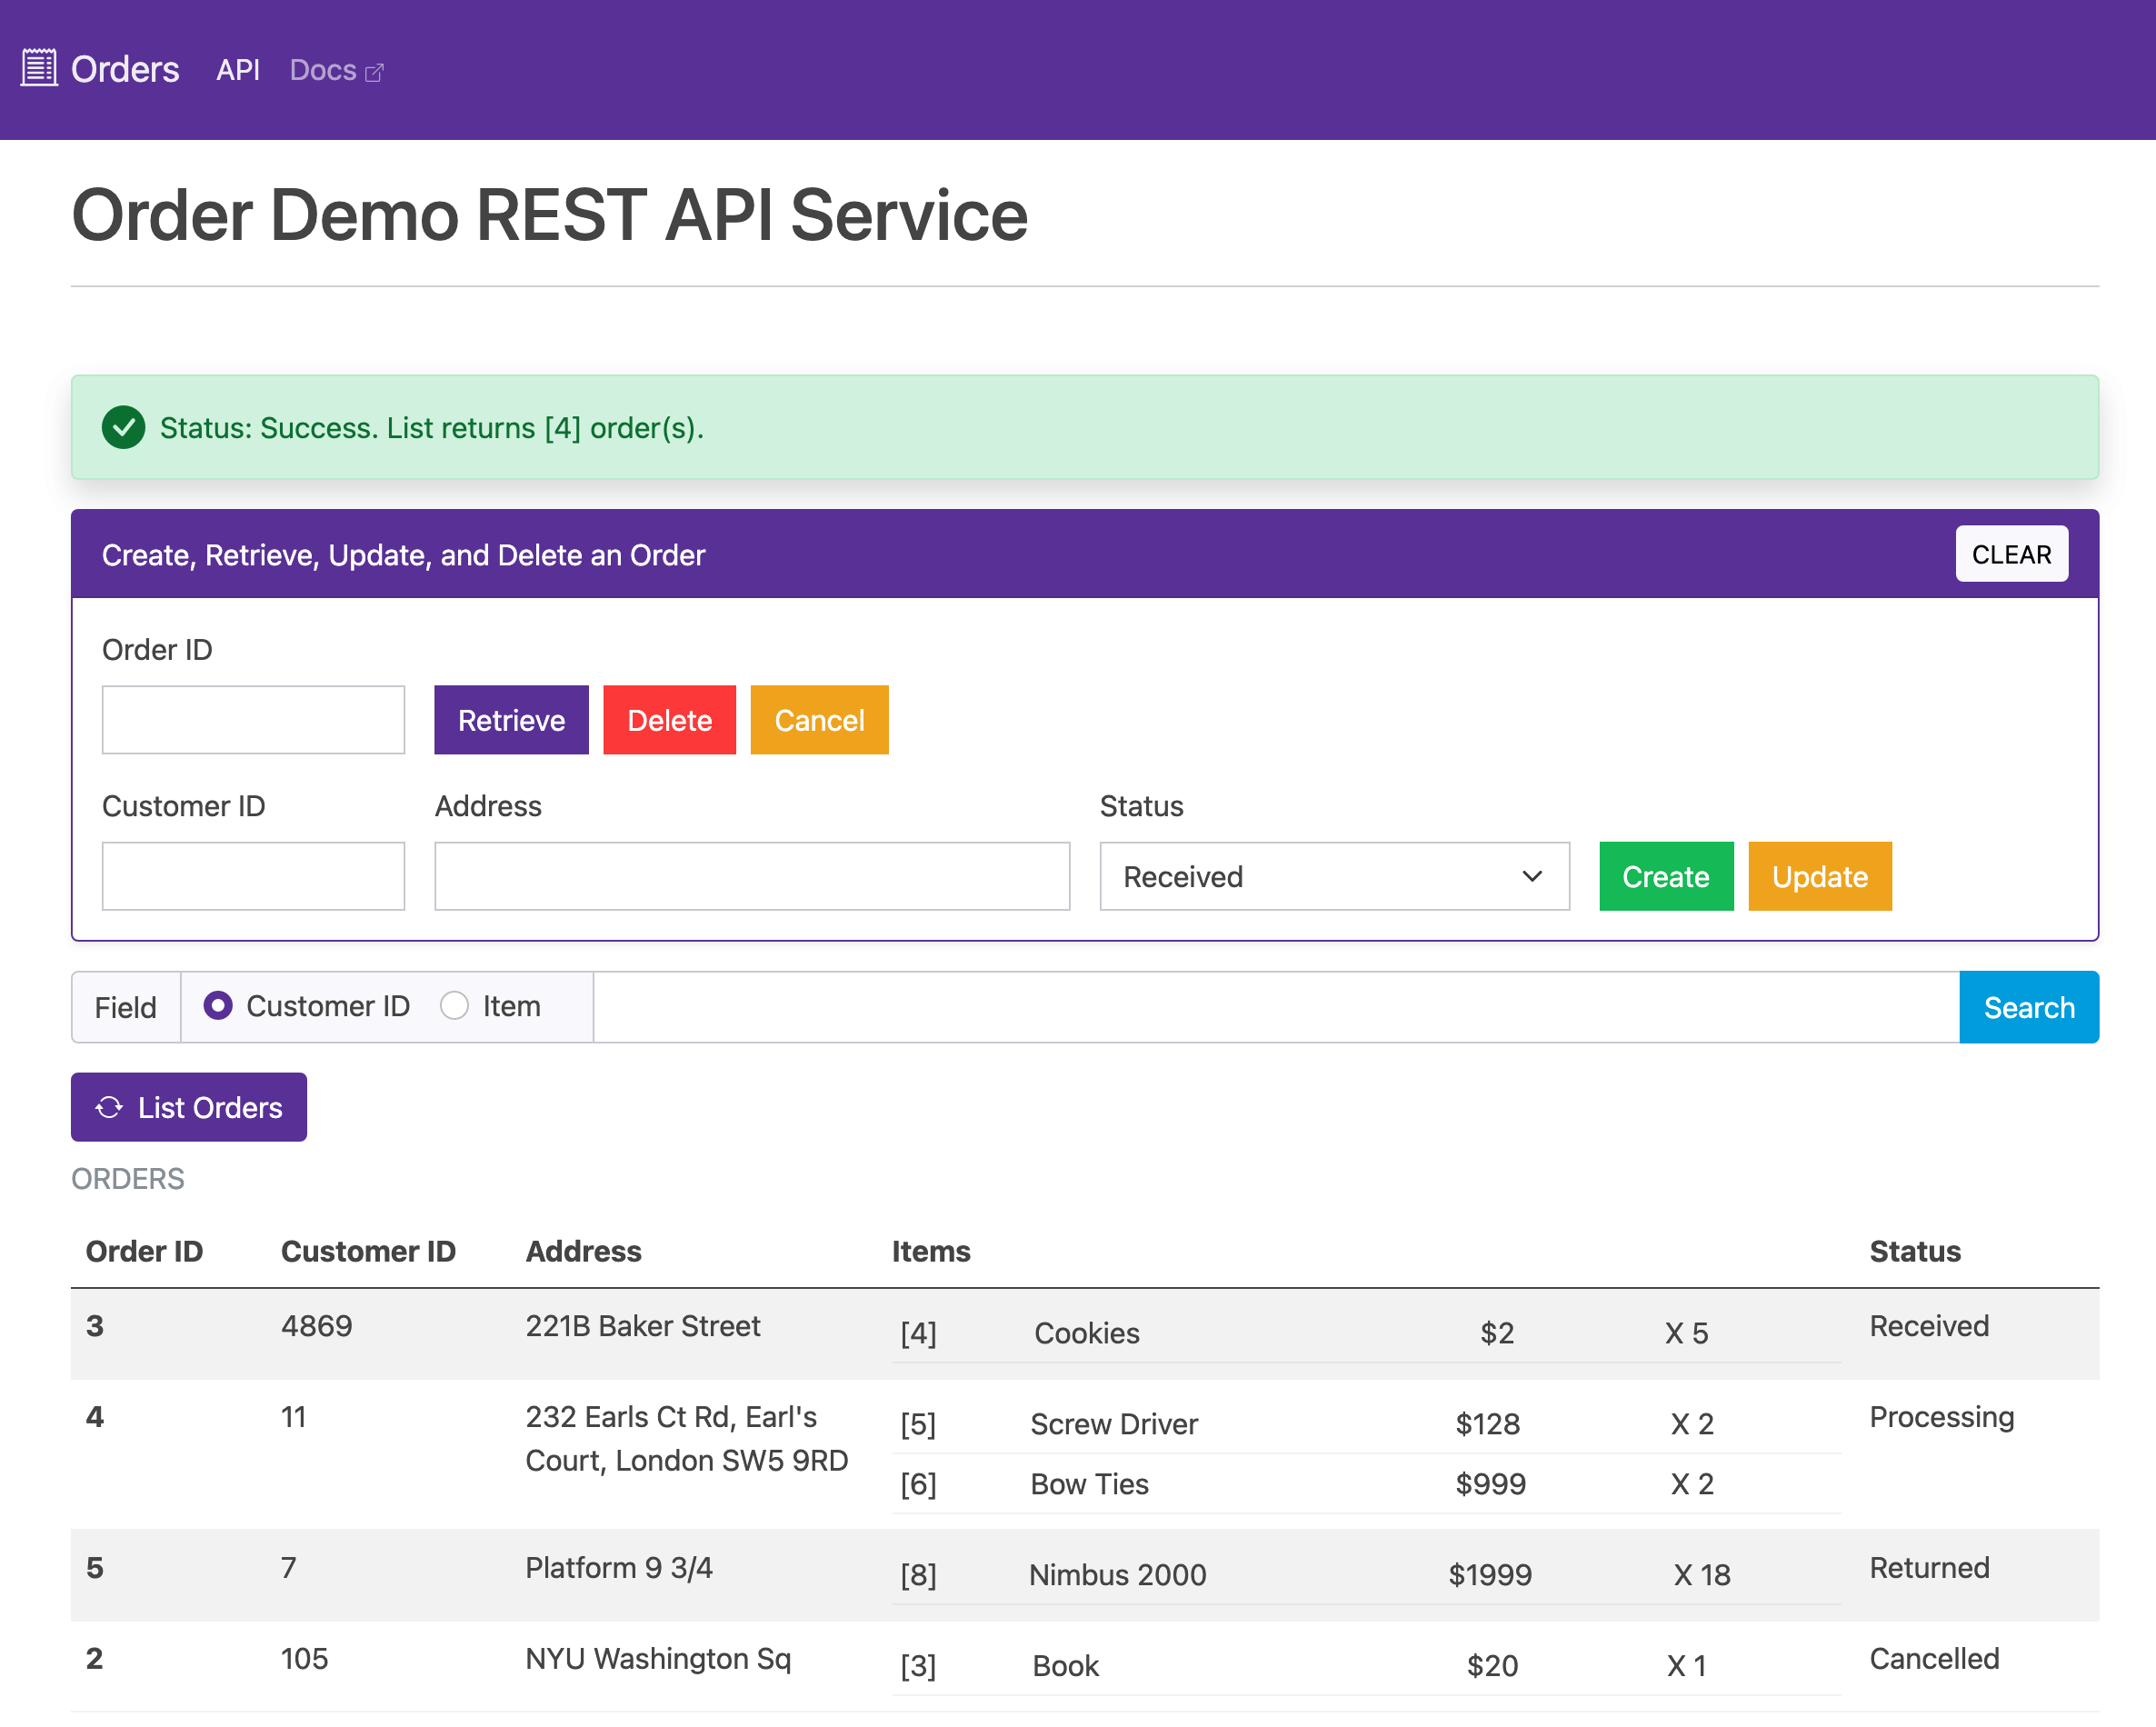 Orders API Docs
Order Demo REST API Service
Status: Success. List returns [4] order(s).
Create, Retrieve, Update, and Delete an Order CLEAR
Order ID
Retrieve Delete Cancel
Customer ID Address Status
Received Create Update
Field Customer ID Item Search
List Orders
ORDERS
Order ID Customer ID Address Items Status
3 4869 221B Baker Street [4] Cookies $2 X 5 Received
4 11 232 Earls Ct Rd, Earl's [5] Screw Driver $128 X 2 Processing
Court, London SW5 9RD [6] Bow Ties $999 X 2
5 7 Platform 9 3/4 [8] Nimbus 2000 $1999 X 18 Returned
2 105 NYU Washington Sq [3] Book $20 X 1 Cancelled